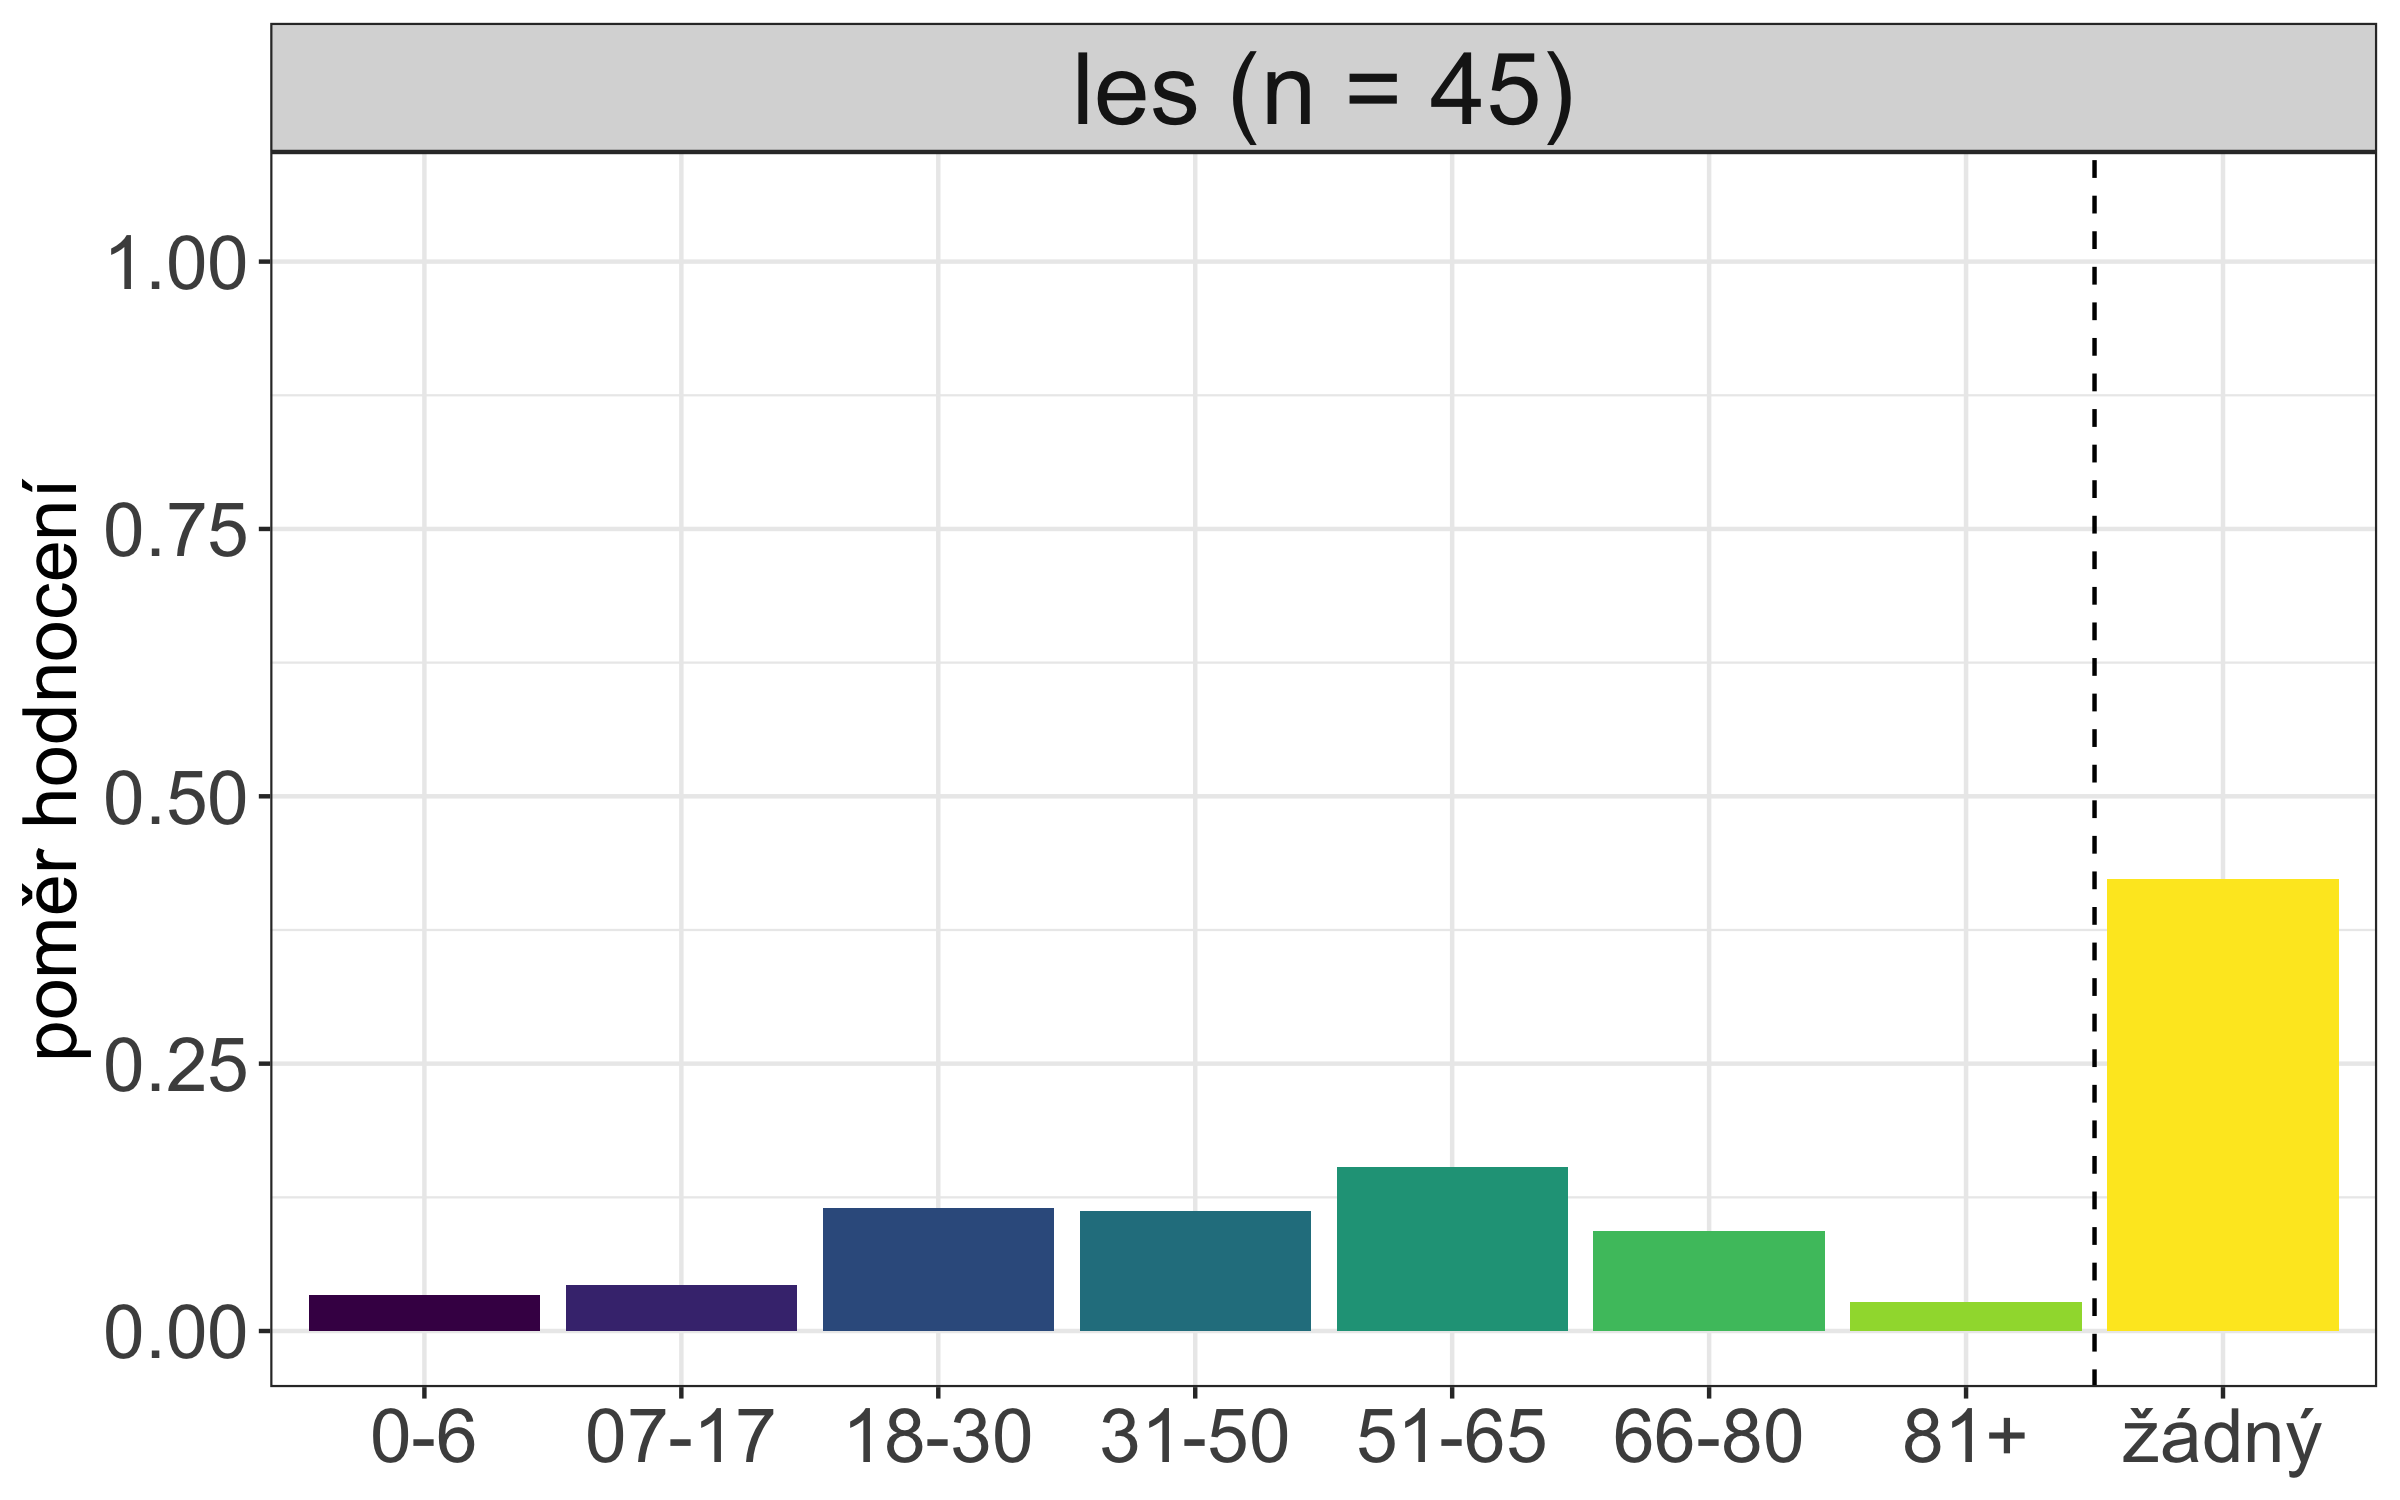 les (n = 45)
poměr hodnocení
1.00
0.75
0.50
0.25
0.00
0-6 07-17 18-30 31-50 51-65 66-80 81+ žádný